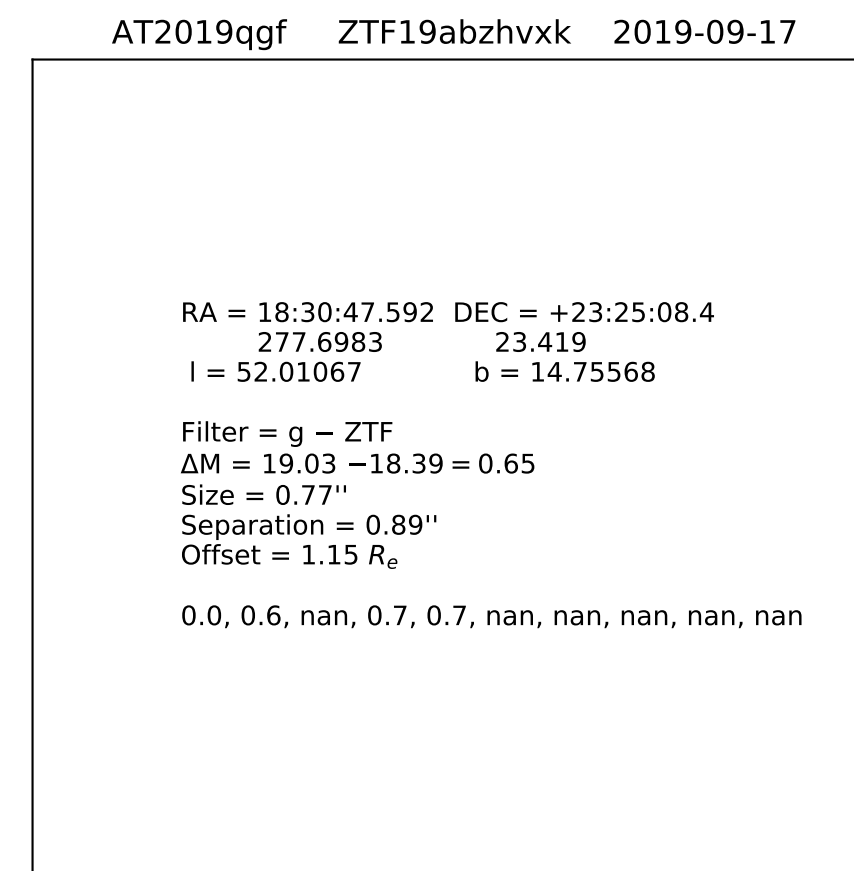 AT2019qgf ZTF19abzhvxk 2019-09-17
RA = 18:30:47.592 DEC = +23:25:08.4
277.6983 23.419
l = 52.01067 b = 14.75568
Filter = g − ZTF
ΔM = 19.03 −18.39 = 0.65
Size = 0.77''
Separation = 0.89''
Offset = 1.15 Rₑ
0.0, 0.6, nan, 0.7, 0.7, nan, nan, nan, nan, nan